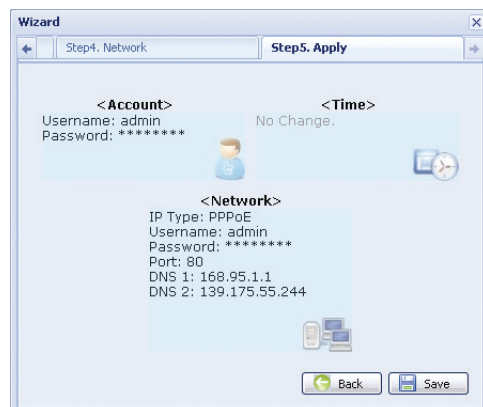 Wizard
Step4. Network
Step5. Apply
<Account>
Username: admin
Password: ********
<Time>
No Change.
<Network>
IP Type: PPPoE
Username: admin
Password: ********
Port: 80
DNS 1: 168.95.1.1
DNS 2: 139.175.55.244
Back
Save